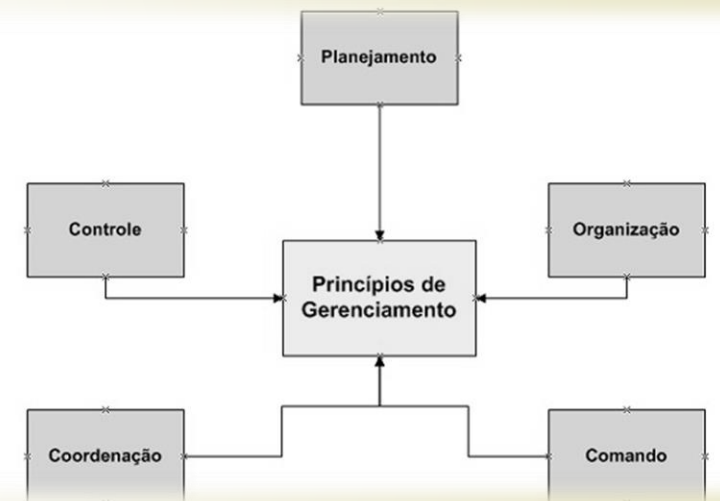 Planejamento
Controle
Organização
Princípios de
Gerenciamento
Coordenação
Comando